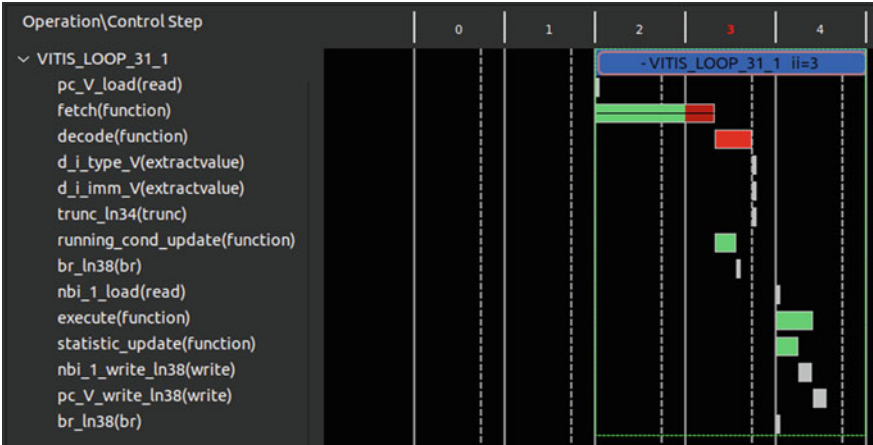 Operation\Control Step
0 1 2 3 4
VITIS_LOOP_31_1
- VITIS_LOOP_31_1 ii=3
pc_V_load(read)
fetch(function)
decode(function)
d_i_type_V(extractvalue)
d_i_imm_V(extractvalue)
trunc_ln34(trunc)
running_cond_update(function)
br_ln38(br)
nbi_1_load(read)
execute(function)
statistic_update(function)
nbi_1_write_ln38(write)
pc_V_write_ln38(write)
br_ln38(br)